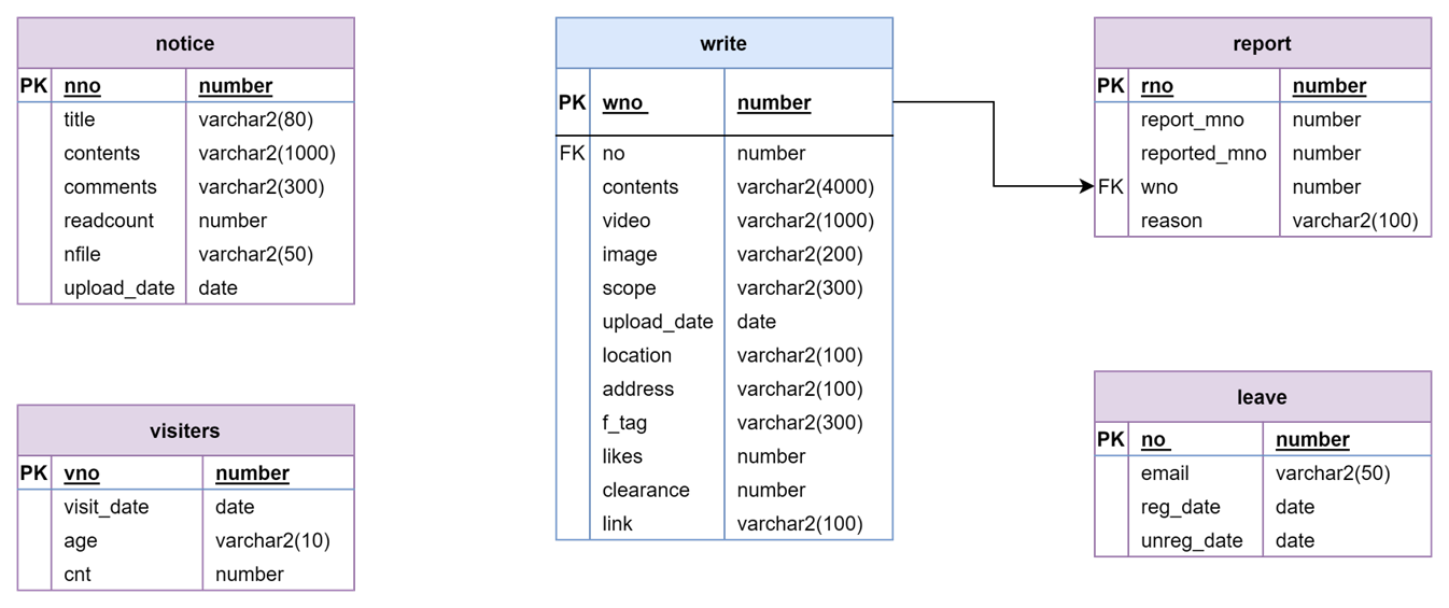 notice
PK nno number
title varchar2(80)
contents varchar2(1000)
comments varchar2(300)
readcount number
nfile varchar2(50)
upload_date date
visiters
PK vno number
visit_date date
age varchar2(10)
cnt number
write
PK wno number
FK no number
contents varchar2(4000)
video varchar2(1000)
image varchar2(200)
scope varchar2(300)
upload_date date
location varchar2(100)
address varchar2(100)
f_tag varchar2(300)
likes number
clearance number
link varchar2(100)
report
PK rno number
report_mno number
reported_mno number
FK wno number
reason varchar2(100)
leave
PK no number
email varchar2(50)
reg_date date
unreg_date date